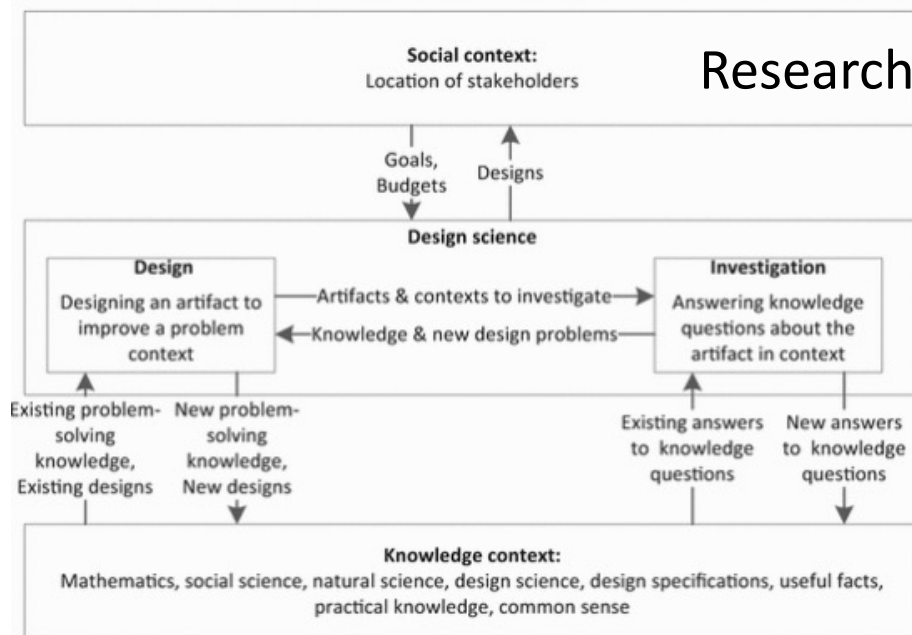 Social context:
Location of stakeholders
Research
Goals,
Budgets
Designs
Design science
Design
Designing an artifact to
improve a problem
context
Artifacts & contexts to investigate
Knowledge & new design problems
Investigation
Answering knowledge
questions about the
artifact in context
Existing problem-
solving
knowledge,
Existing designs
New problem-
solving
knowledge,
New designs
Existing answers
to knowledge
questions
New answers
to knowledge
questions
Knowledge context:
Mathematics, social science, natural science, design science, design specifications, useful facts,
practical knowledge, common sense